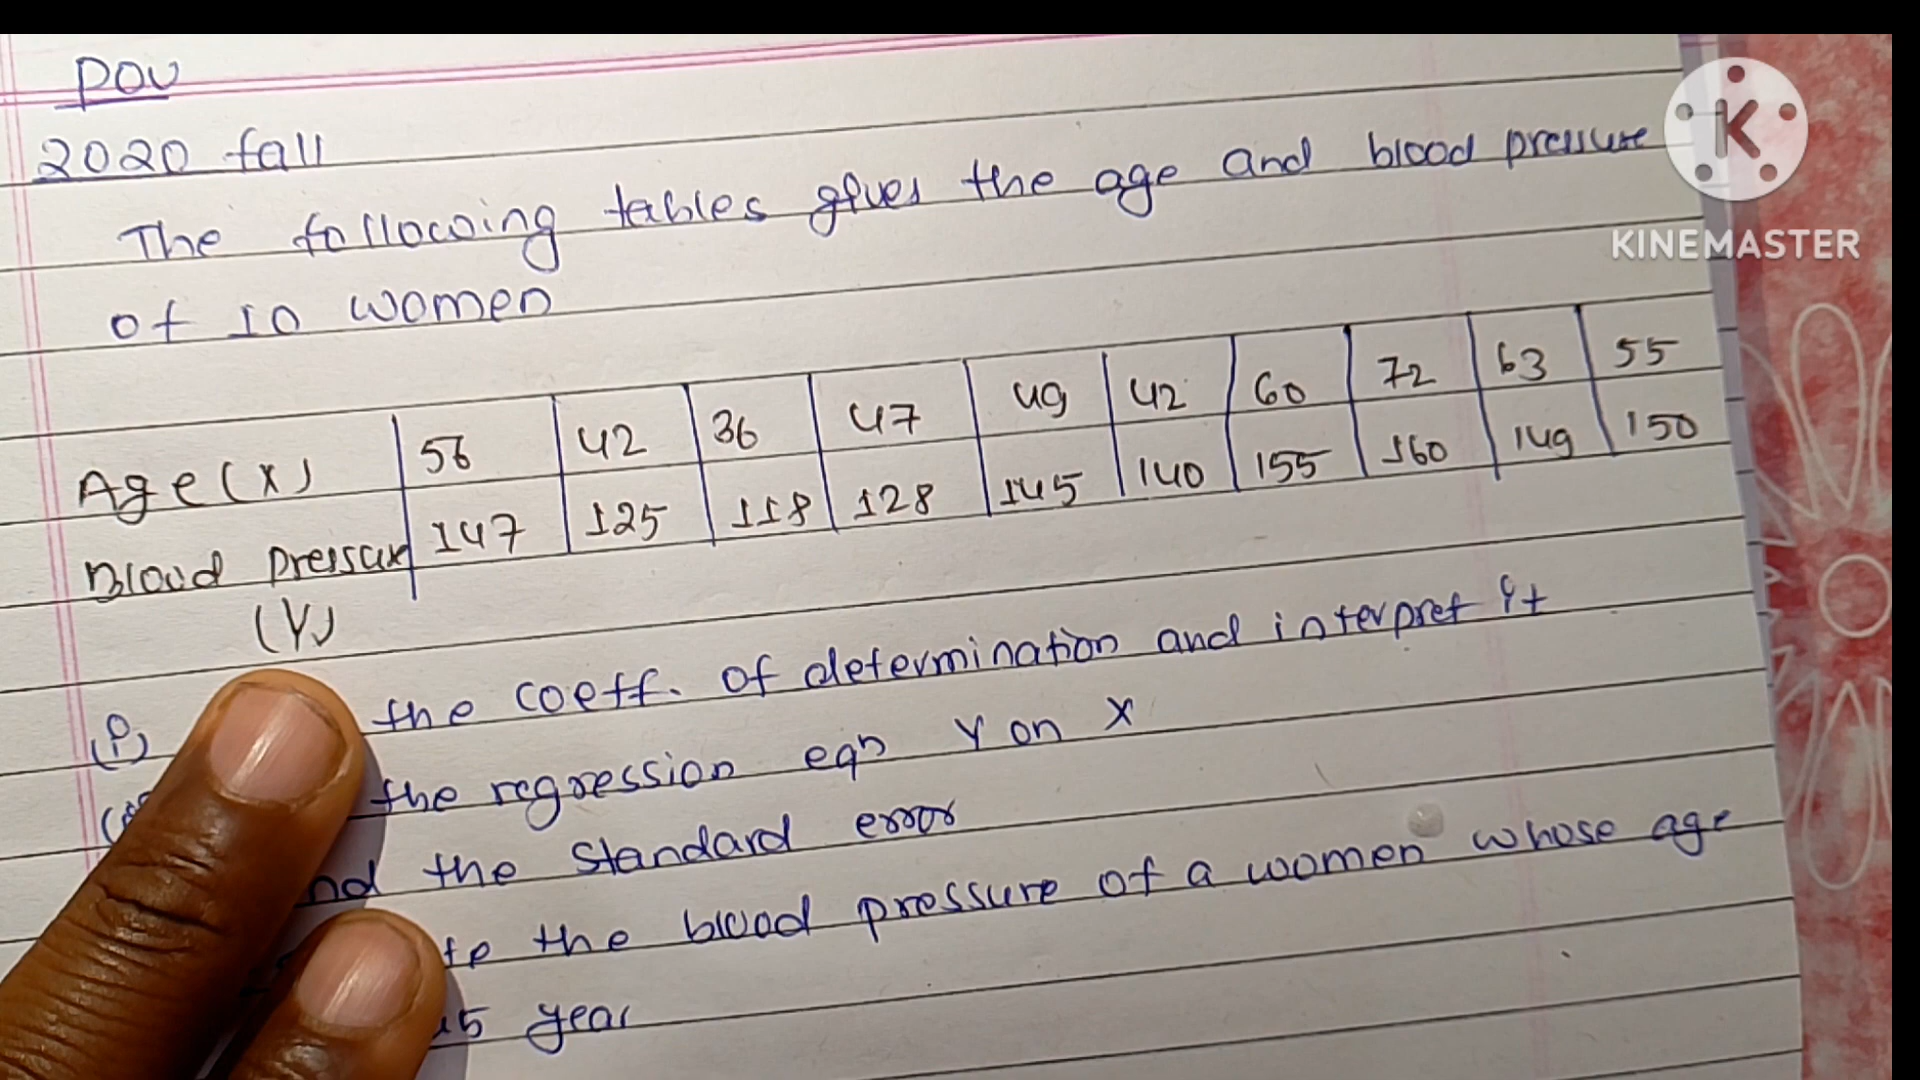 POU
2020 fall
The following tables gives the age and blood pressure
of 10 women
Age (X) 56 42 36 47 49 42 60 72 63 55
Blood pressure 147 125 118 128 145 140 155 160 149 150
(Y)
(i) the coeff. of determination and interpret it
the regression eqn Y on X
nd the standard error
te the blood pressure of a women whose age
45 year
KINEMASTER